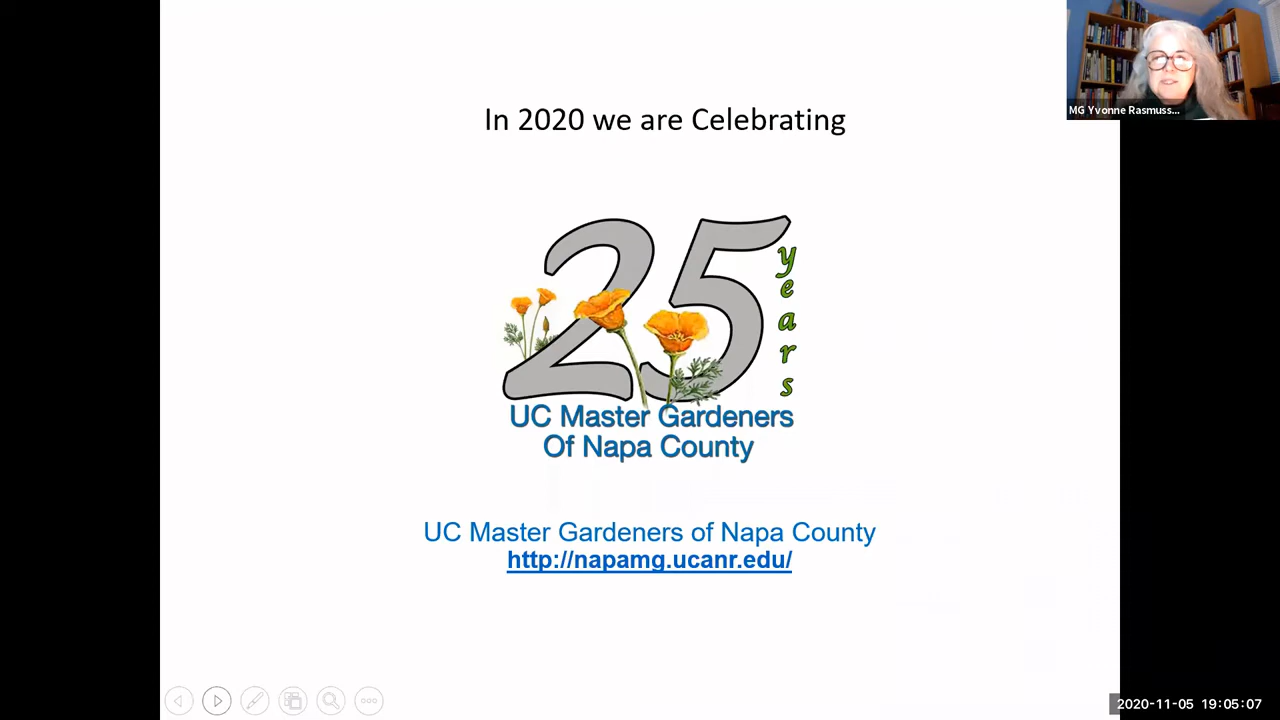 In 2020 we are Celebrating
MG Yvonne Rasmuss...
25
years
UC Master Gardeners
Of Napa County
UC Master Gardeners of Napa County
http://napamg.ucanr.edu/
2020-11-05 19:05:07